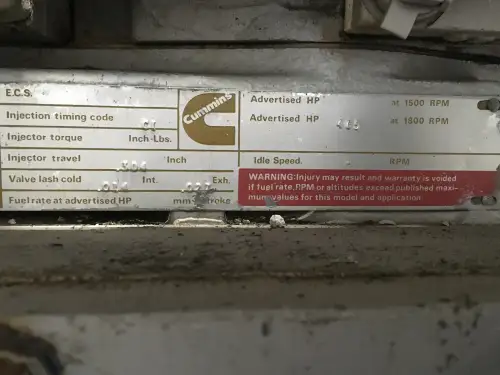 E.C.S.
Injection timing code
Injector torque Inch-Lbs.
Injector travel .304 Inch
Valve lash cold Int. Exh.
Fuel rate at advertised HP mm
Cummins
Advertised HP at 1500 RPM
Advertised HP at 1800 RPM
Idle Speed RPM
WARNING: Injury may result and warranty is voided
if fuel rate, RPM or altitudes exceed published maxi-
mum values for this model and application.